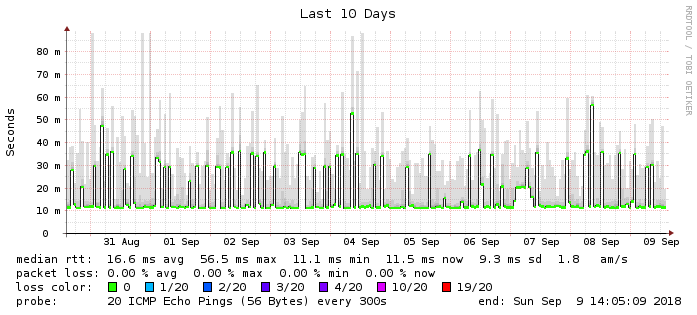 Last 10 Days
RRDTOOL / TOBI OETIKER
Seconds
80 m
70 m
60 m
50 m
40 m
30 m
20 m
10 m
0
31 Aug 01 Sep 02 Sep 03 Sep 04 Sep 05 Sep 06 Sep 07 Sep 08 Sep 09 Sep
median rtt: 16.6 ms avg 56.5 ms max 11.1 ms min 11.5 ms now 9.3 ms sd 1.8 am/s
packet loss: 0.00 % avg 0.00 % max 0.00 % min 0.00 % now
loss color: 0 1/20 2/20 3/20 4/20 10/20 19/20
probe: 20 ICMP Echo Pings (56 Bytes) every 300s end: Sun Sep 9 14:05:09 2018